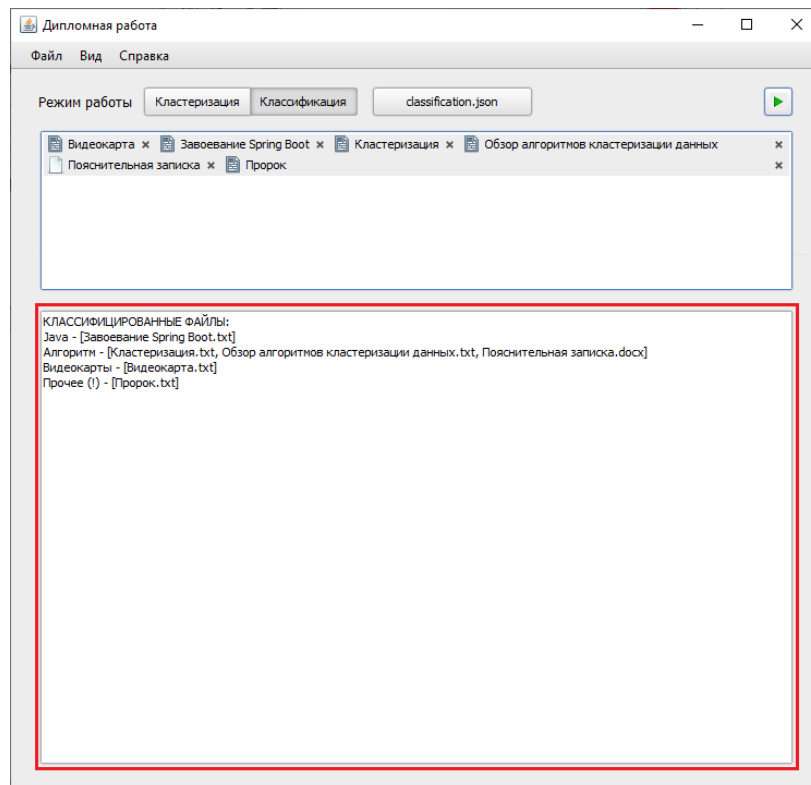 Дипломная работа
Файл Вид Справка
Режим работы Кластеризация Классификация classification.json
Видеокарта × Завоевание Spring Boot × Кластеризация × Обзор алгоритмов кластеризации данных ×
Пояснительная записка × Пророк ×
КЛАССИФИЦИРОВАННЫЕ ФАЙЛЫ:
Java - [Завоевание Spring Boot.txt]
Алгоритм - [Кластеризация.txt, Обзор алгоритмов кластеризации данных.txt, Пояснительная записка.docx]
Видеокарты - [Видеокарта.txt]
Прочее (!) - [Пророк.txt]